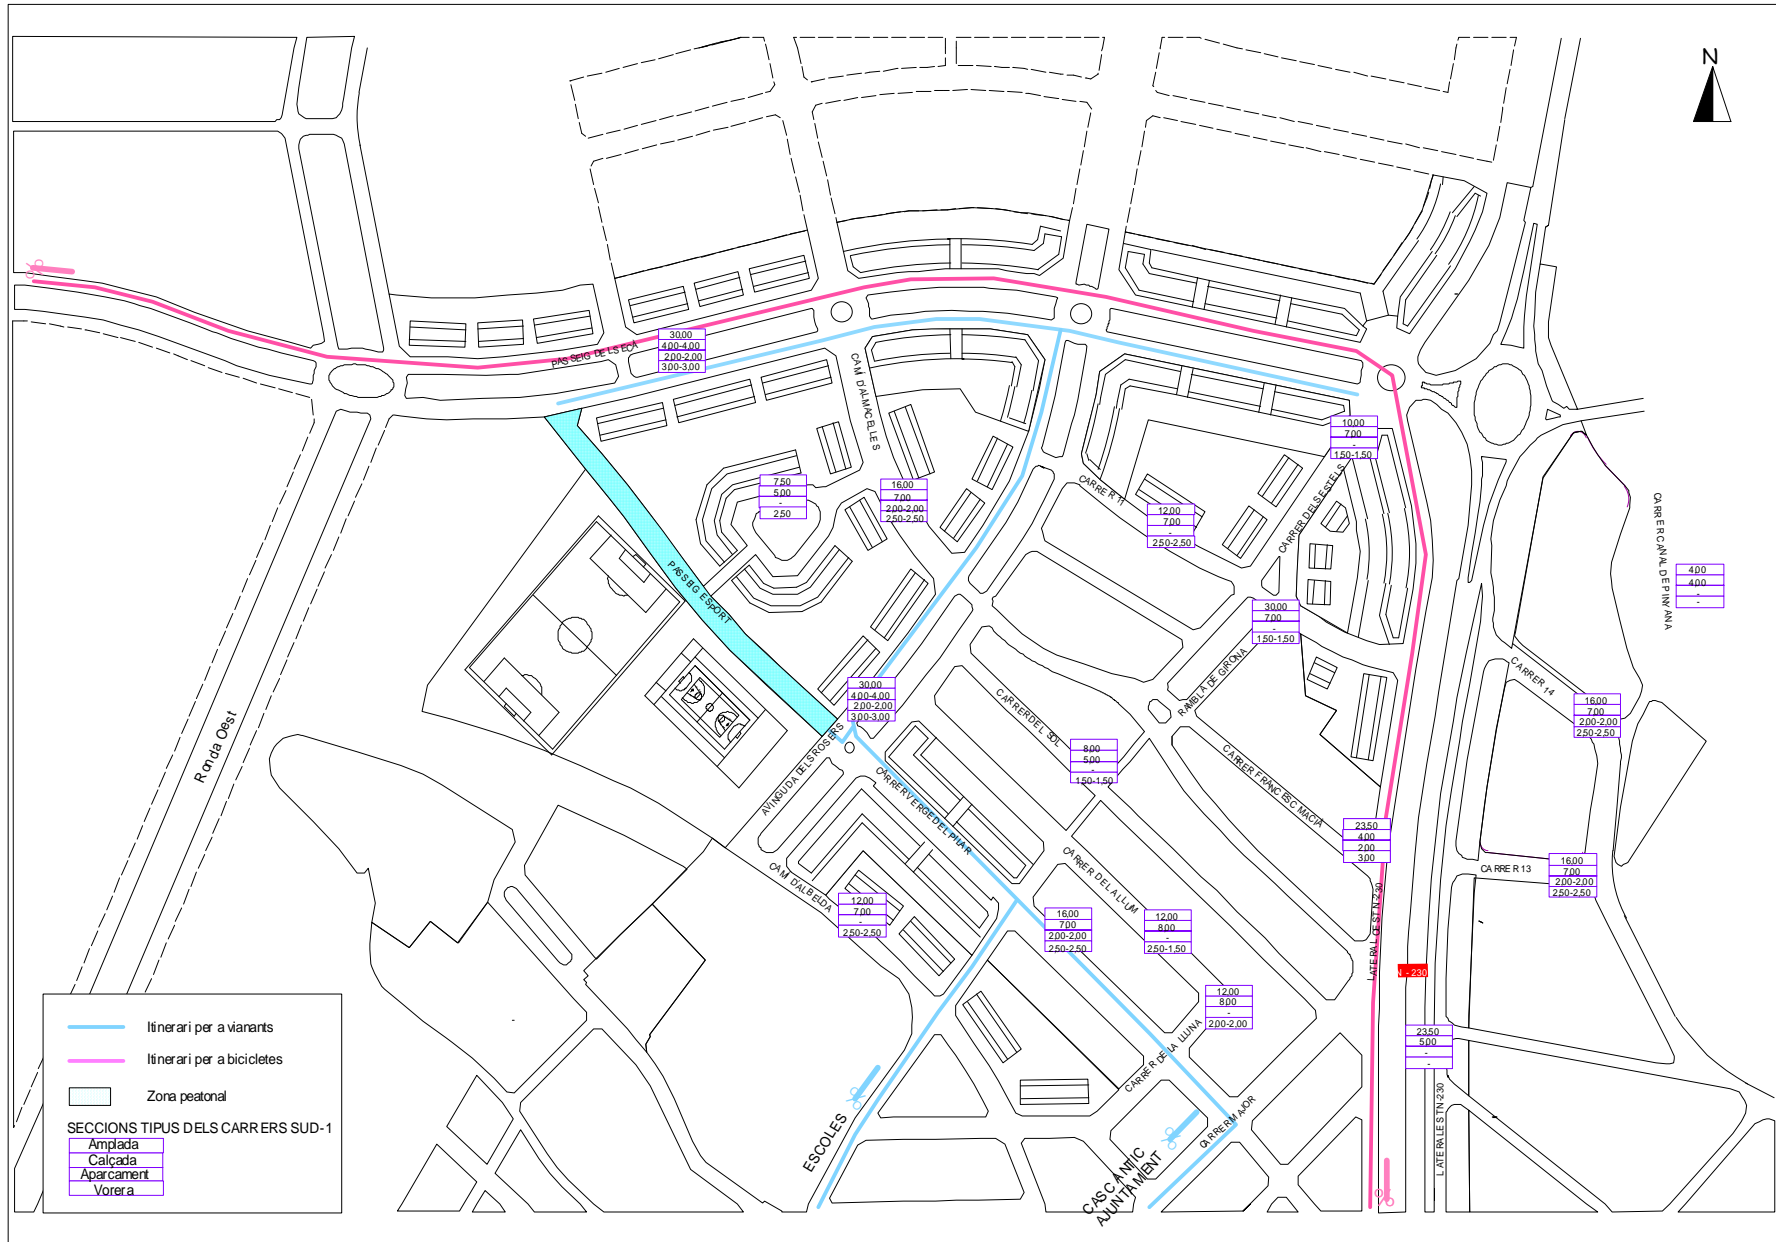 N
PASSEIG DELS ECA
30,00
4,00-4,00
2,00-2,00
3,00-3,00
CAMÍ D'ALMACELLES
10,00
7,00
-
1,50-1,50
7,50
5,00
-
2,50
16,00
7,00
2,00-2,00
2,50-2,50
CARRER 11
12,00
7,00
-
2,50-2,50
CARRER DELS ESTELS
CARRER CANAL DE PINYANA
4,00
4,00
-
-
PASSEIG ESPORT
30,00
7,00
-
1,50-1,50
RAMBLA DE GIRONA
CARRER 14
16,00
7,00
2,00-2,00
2,50-2,50
30,00
4,00-4,00
2,00-2,00
3,00-3,00
CARRER DEL SOL
8,00
5,00
-
1,50-1,50
Ronda Oest
AVINGUDA DELS ROSERS
CARRER VERGE DEL PILAR
CARRER FRANCESC MACIÀ
23,50
4,00
2,00
3,00
CARRER 13
16,00
7,00
2,00-2,00
2,50-2,50
CAMÍ D'ALBELDA
12,00
7,00
-
2,50-2,50
CARRER DE LA LLUM
16,00
7,00
2,00-2,00
2,50-2,50
12,00
8,00
-
2,50-1,50
LATERAL OEST N-230
N - 230
12,00
8,00
-
2,00-2,00
23,50
5,00
-
-
CARRER DE LA LLUNA
CARRER MAJOR
LATERAL EST N-230
ESCOLES
CASC ANTIC
AJUNTAMENT
Itinerari per a vianants
Itinerari per a bicicletes
Zona peatonal
SECCIONS TIPUS DELS CARRERS SUD-1
Amplada
Calçada
Aparcament
Vorera